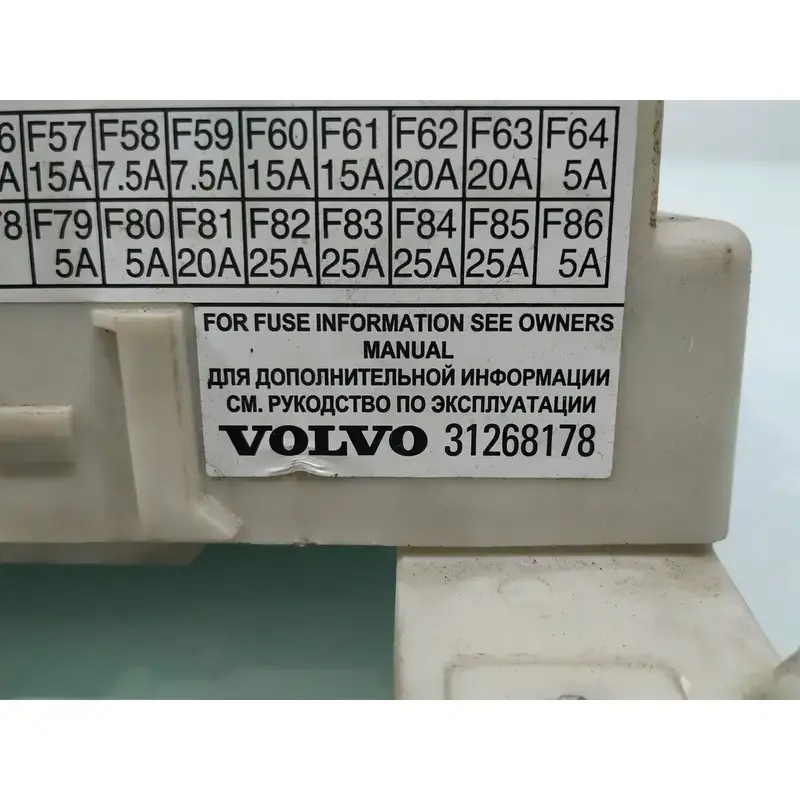 6 F57 F58 F59 F60 F61 F62 F63 F64
A 15A 7.5A 7.5A 15A 15A 20A 20A 5A
78 F79 F80 F81 F82 F83 F84 F85 F86
5A 5A 20A 25A 25A 25A 25A 5A
FOR FUSE INFORMATION SEE OWNERS
MANUAL
ДЛЯ ДОПОЛНИТЕЛЬНОЙ ИНФОРМАЦИИ
СМ. РУКОДСТВО ПО ЭКСПЛУАТАЦИИ
VOLVO 31268178